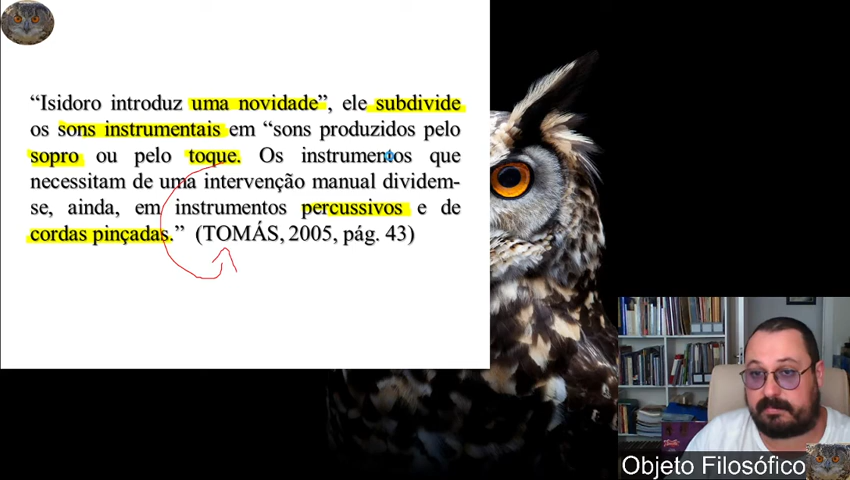 “Isidoro introduz uma novidade”, ele subdivide
os sons instrumentais em “sons produzidos pelo
sopro ou pelo toque. Os instrumentos que
necessitam de uma intervenção manual dividem-
se, ainda, em instrumentos percussivos e de
cordas pinçadas.” (TOMÁS, 2005, pág. 43)
Objeto Filosófico